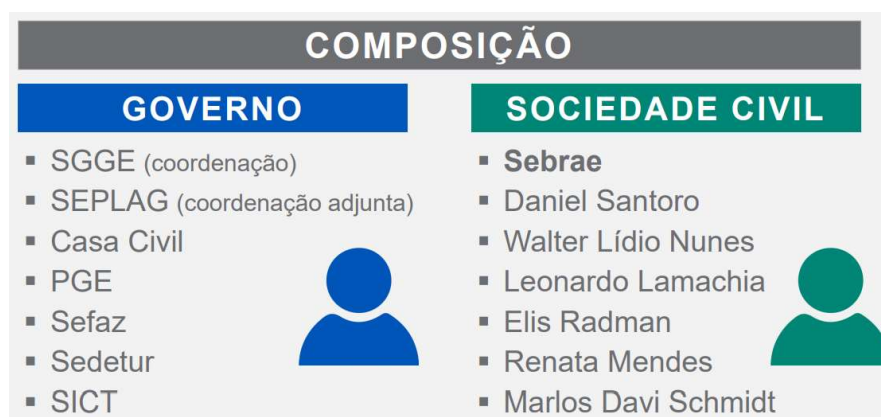 COMPOSIÇÃO
GOVERNO
▪ SGGE (coordenação)
▪ SEPLAG (coordenação adjunta)
▪ Casa Civil
▪ PGE
▪ Sefaz
▪ Sedetur
▪ SICT
SOCIEDADE CIVIL
▪ Sebrae
▪ Daniel Santoro
▪ Walter Lídio Nunes
▪ Leonardo Lamachia
▪ Elis Radman
▪ Renata Mendes
▪ Marlos Davi Schmidt